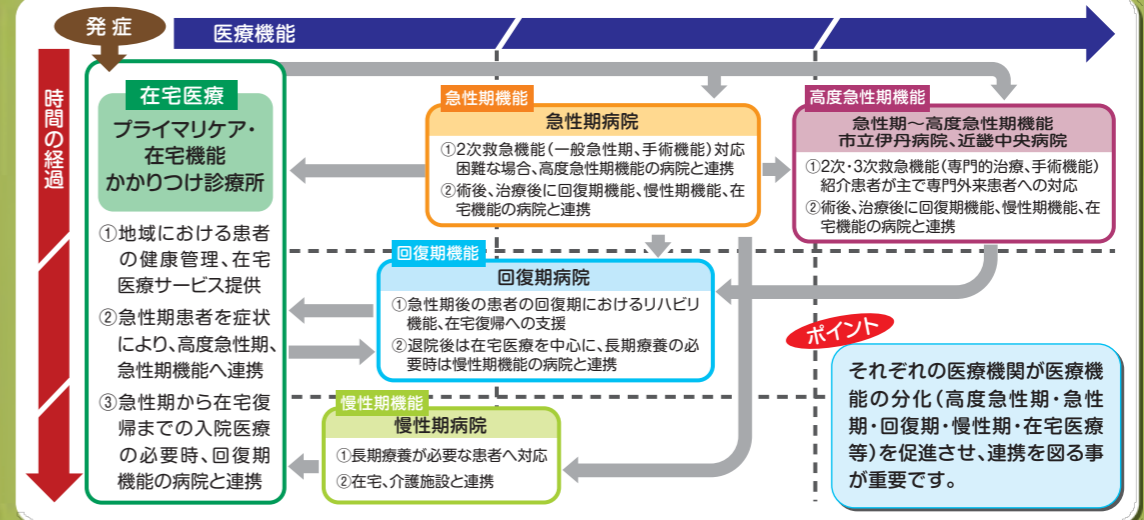 発症
医療機能
時間の経過
在宅医療
プライマリケア・
在宅機能
かかりつけ診療所
①地域における患者
の健康管理、在宅
医療サービス提供
②急性期患者を症状
により、高度急性期、
急性期機能へ連携
③急性期から在宅復
帰までの入院医療
の必要時、回復期
機能の病院と連携
急性期機能
急性期病院
①2次救急機能(一般急性期、手術機能)対応
困難な場合、高度急性期機能の病院と連携
②術後、治療後に回復期機能、慢性期機能、在
宅機能の病院と連携
高度急性期機能
急性期～高度急性期機能
市立伊丹病院、近畿中央病院
①2次・3次救急機能(専門的治療、手術機能)
紹介患者が主で専門外来患者への対応
②術後、治療後に回復期機能、慢性期機能、在
宅機能の病院と連携
回復期機能
回復期病院
①急性期後の患者の回復期におけるリハビリ
機能、在宅復帰への支援
②退院後は在宅医療を中心に、長期療養の必
要時は慢性期機能の病院と連携
慢性期機能
慢性期病院
①長期療養が必要な患者へ対応
②在宅、介護施設と連携
ポイント
それぞれの医療機関が医療機
能の分化(高度急性期・急性
期・回復期・慢性期・在宅医療
等)を促進させ、連携を図る事
が重要です。